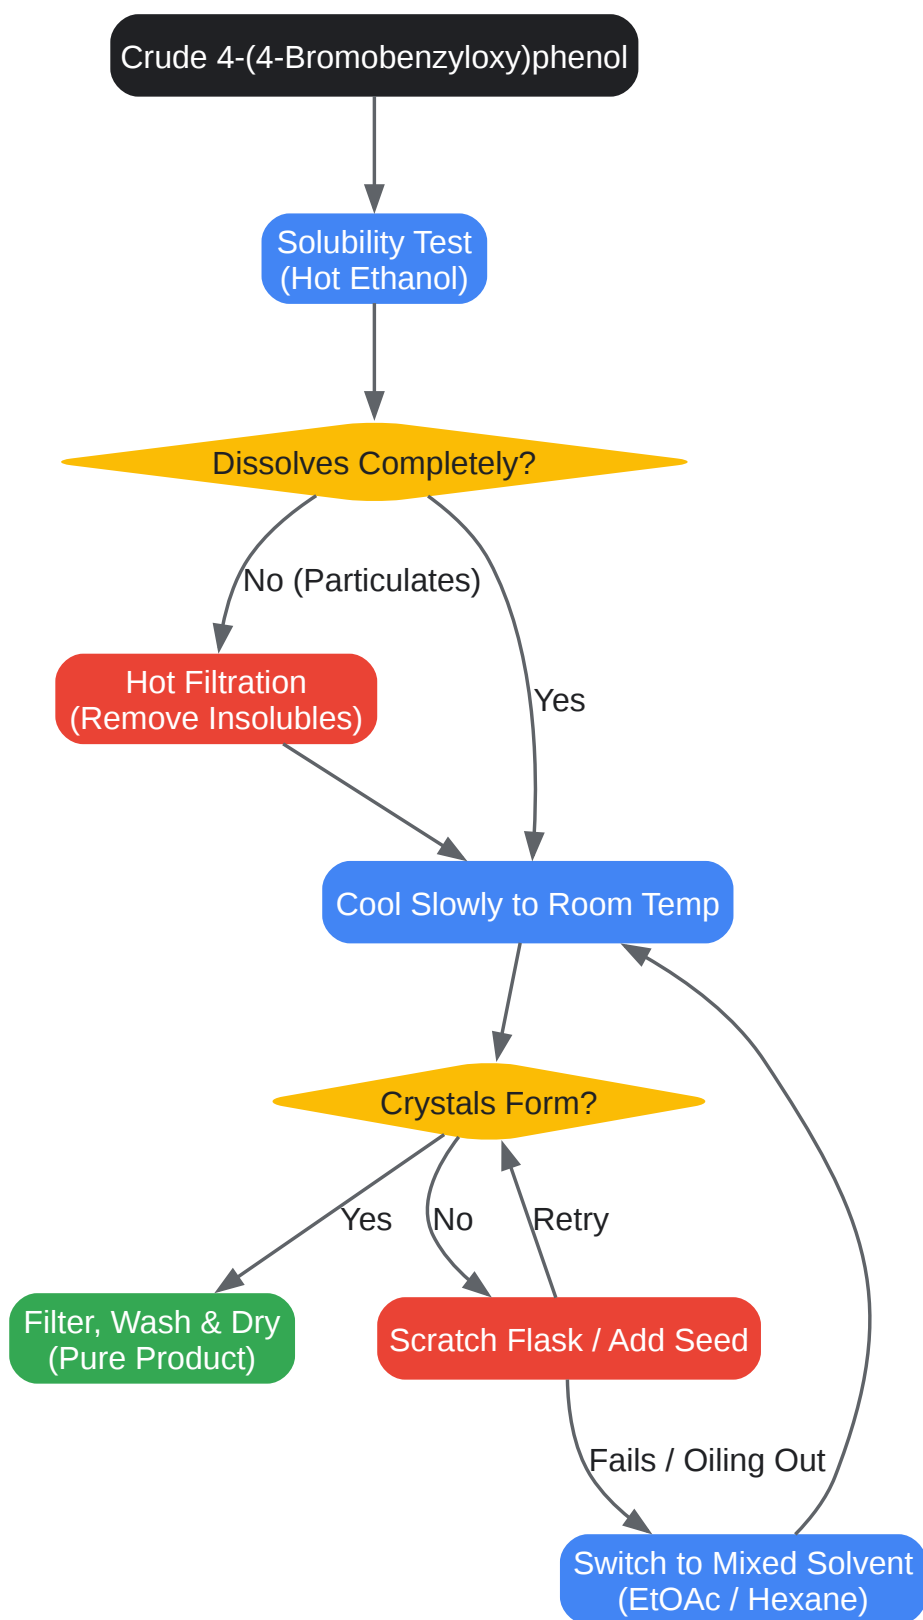 Crude 4-(4-Bromobenzyloxy)phenol
Solubility Test
(Hot Ethanol)
Dissolves Completely?
No (Particulates)
Hot Filtration
(Remove Insolubles)
Yes
Cool Slowly to Room Temp
Crystals Form?
Yes
No
Retry
Filter, Wash & Dry
(Pure Product)
Scratch Flask / Add Seed
Fails / Oiling Out
Switch to Mixed Solvent
(EtOAc / Hexane)